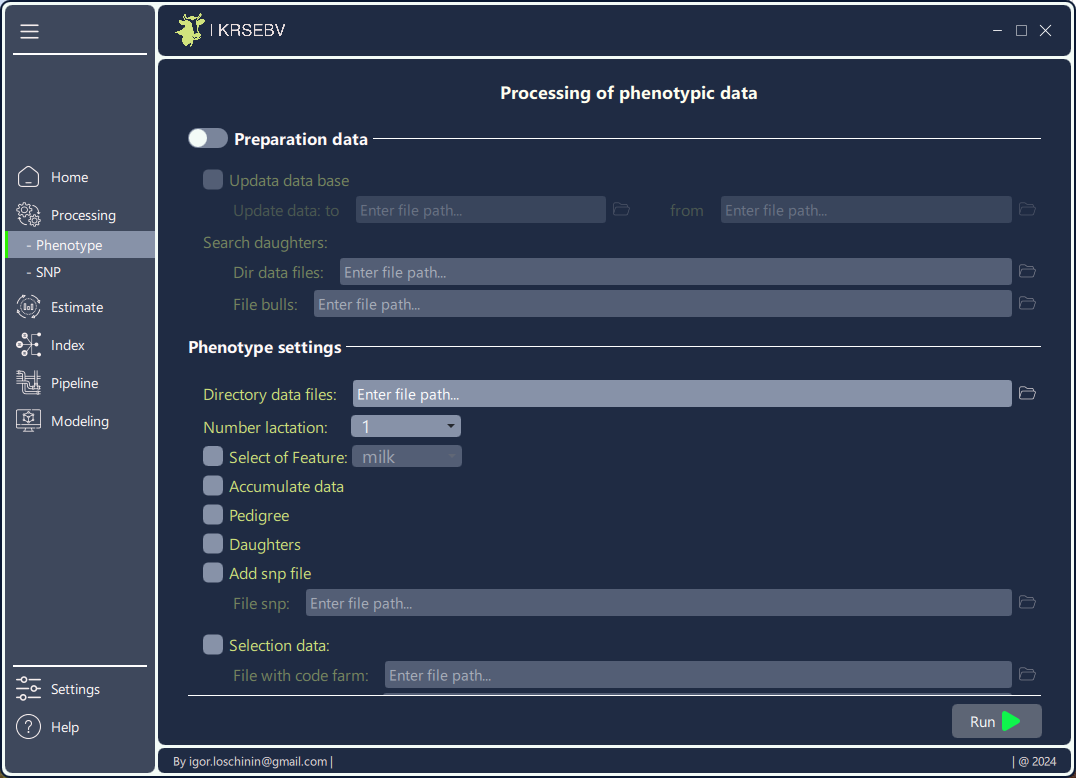 | KRSEBV
Processing of phenotypic data
Preparation data
Updata data base
Update data: to Enter file path... from Enter file path...
Search daughters:
Dir data files: Enter file path...
File bulls: Enter file path...
Phenotype settings
Directory data files: Enter file path...
Number lactation: 1
Select of Feature: milk
Accumulate data
Pedigree
Daughters
Add snp file
File snp: Enter file path...
Selection data:
File with code farm: Enter file path...
Run
Home
Processing
- Phenotype
- SNP
Estimate
Index
Pipeline
Modeling
Settings
? Help
By igor.loschinin@gmail.com | | @ 2024